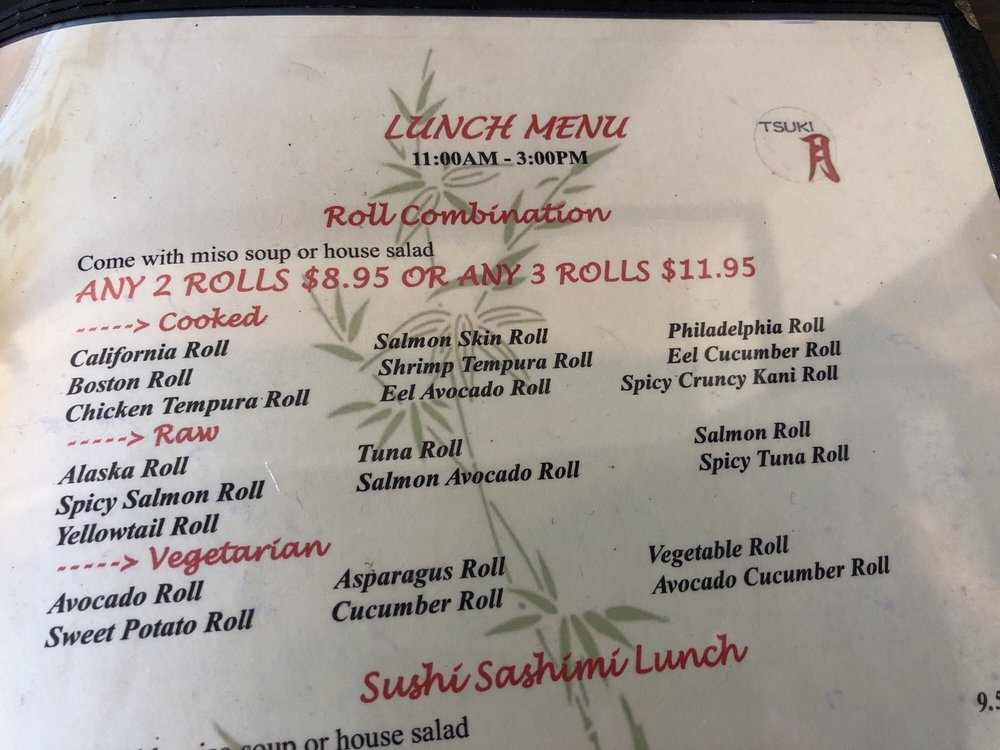 LUNCH MENU
11:00AM - 3:00PM
TSUKI
月
Roll Combination
Come with miso soup or house salad
ANY 2 ROLLS $8.95 OR ANY 3 ROLLS $11.95
-----> Cooked
California Roll Salmon Skin Roll Philadelphia Roll
Boston Roll Shrimp Tempura Roll Eel Cucumber Roll
Chicken Tempura Roll Eel Avocado Roll Spicy Cruncy Kani Roll
-----> Raw
Alaska Roll Tuna Roll Salmon Roll
Spicy Salmon Roll Salmon Avocado Roll Spicy Tuna Roll
Yellowtail Roll
-----> Vegetarian
Avocado Roll Asparagus Roll Vegetable Roll
Sweet Potato Roll Cucumber Roll Avocado Cucumber Roll
Sushi Sashimi Lunch
soup or house salad